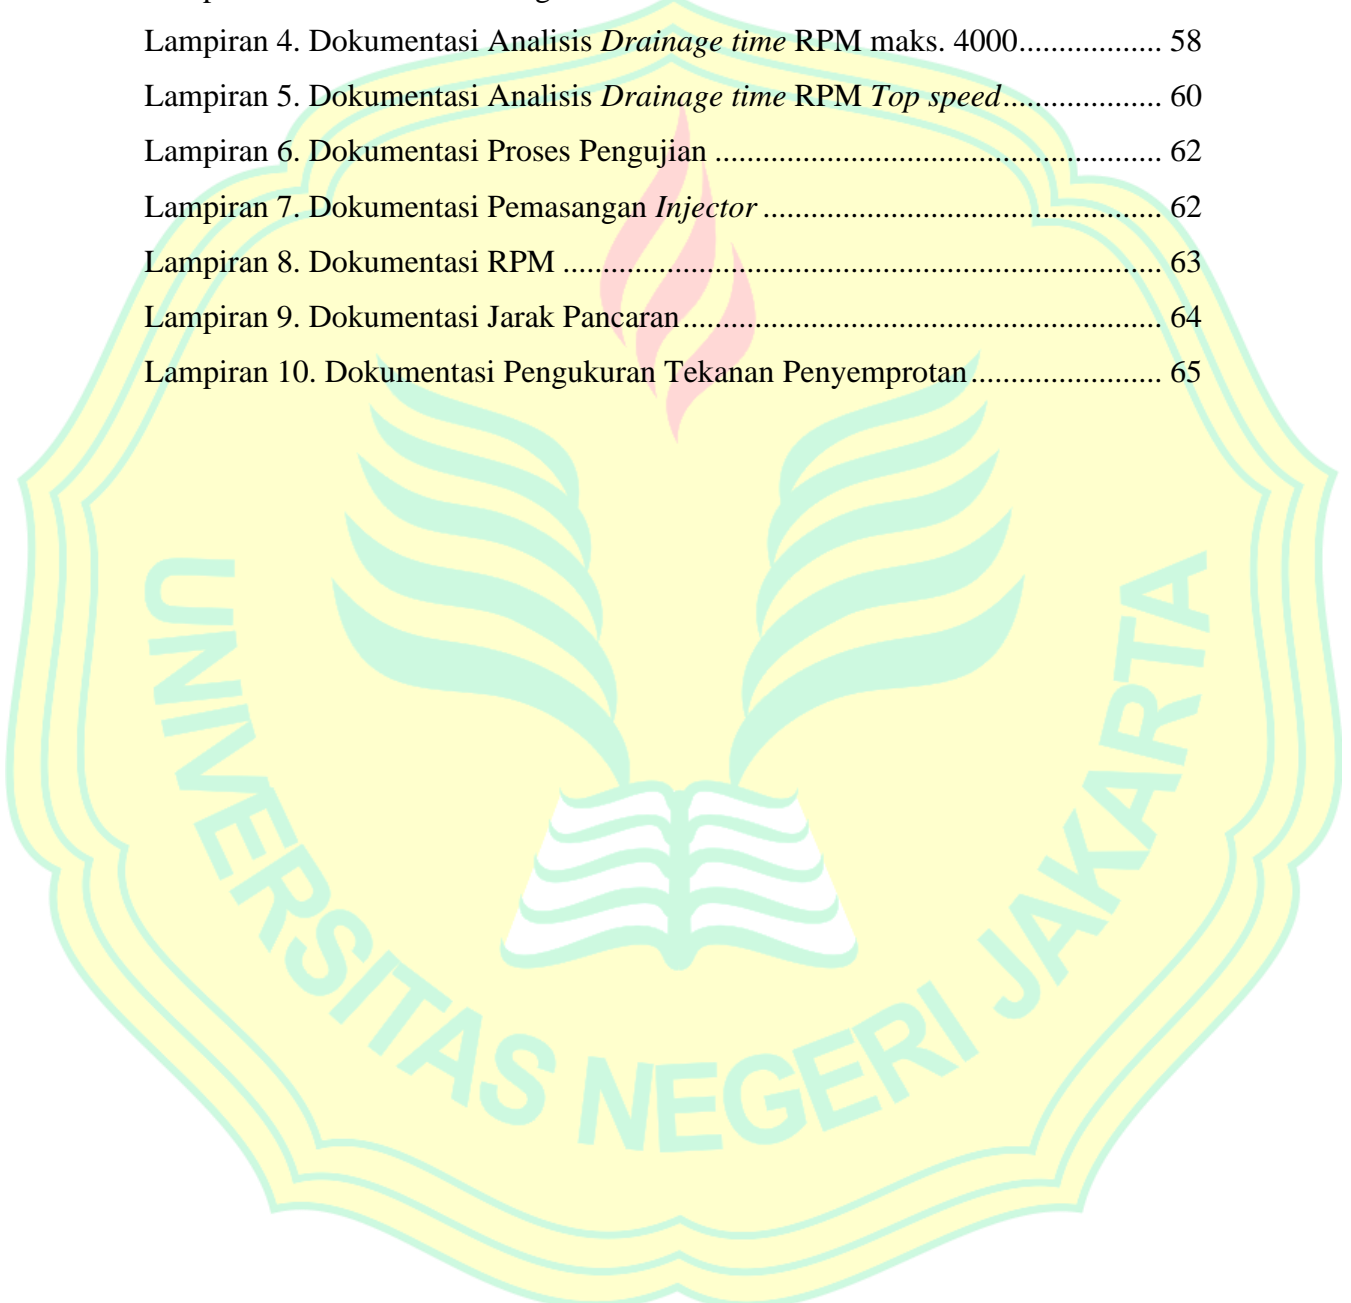 Lampiran 4. Dokumentasi Analisis Drainage time RPM maks. 4000.................. 58
Lampiran 5. Dokumentasi Analisis Drainage time RPM Top speed.................... 60
Lampiran 6. Dokumentasi Proses Pengujian ........................................................ 62
Lampiran 7. Dokumentasi Pemasangan Injector .................................................. 62
Lampiran 8. Dokumentasi RPM ........................................................................... 63
Lampiran 9. Dokumentasi Jarak Pancaran............................................................ 64
Lampiran 10. Dokumentasi Pengukuran Tekanan Penyemprotan........................ 65
UNIVERSITAS NEGERI JAKARTA